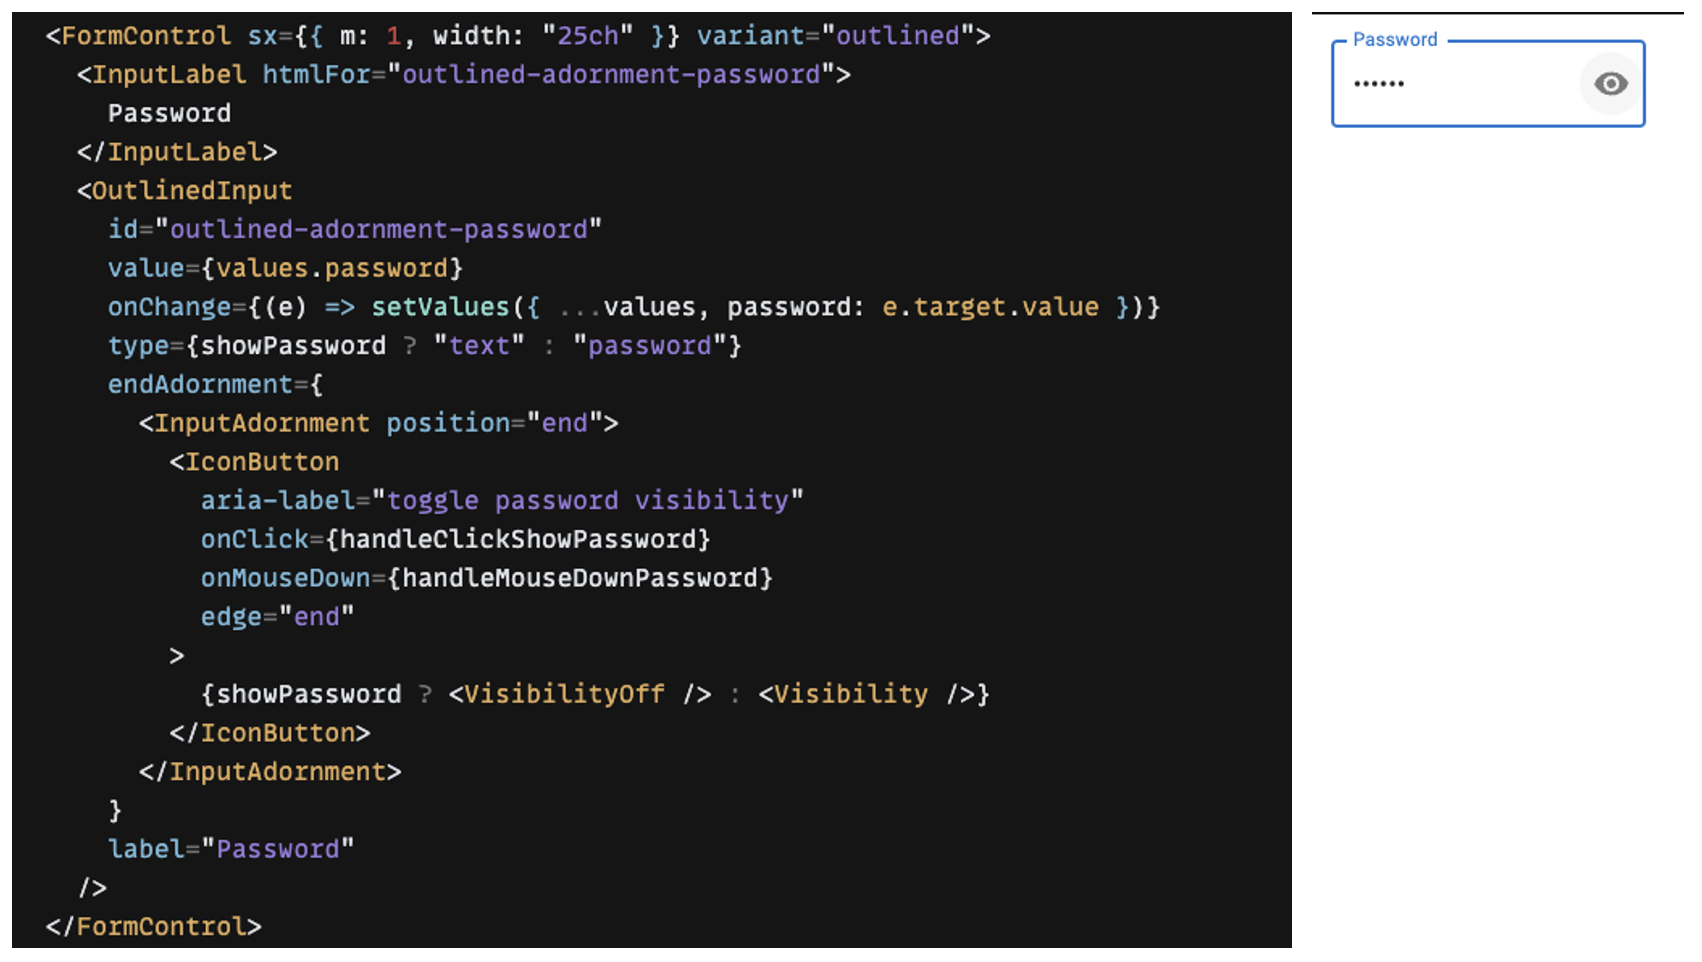 <FormControl sx={{ m: 1, width: "25ch" }} variant="outlined">
  <InputLabel htmlFor="outlined-adornment-password">
    Password
  </InputLabel>
  <OutlinedInput
    id="outlined-adornment-password"
    value={values.password}
    onChange={(e) => setValues({ ...values, password: e.target.value })}
    type={showPassword ? "text" : "password"}
    endAdornment={
      <InputAdornment position="end">
        <IconButton
          aria-label="toggle password visibility"
          onClick={handleClickShowPassword}
          onMouseDown={handleMouseDownPassword}
          edge="end"
        >
          {showPassword ? <VisibilityOff /> : <Visibility />}
        </IconButton>
      </InputAdornment>
    }
    label="Password"
  />
</FormControl>
Password
••••••